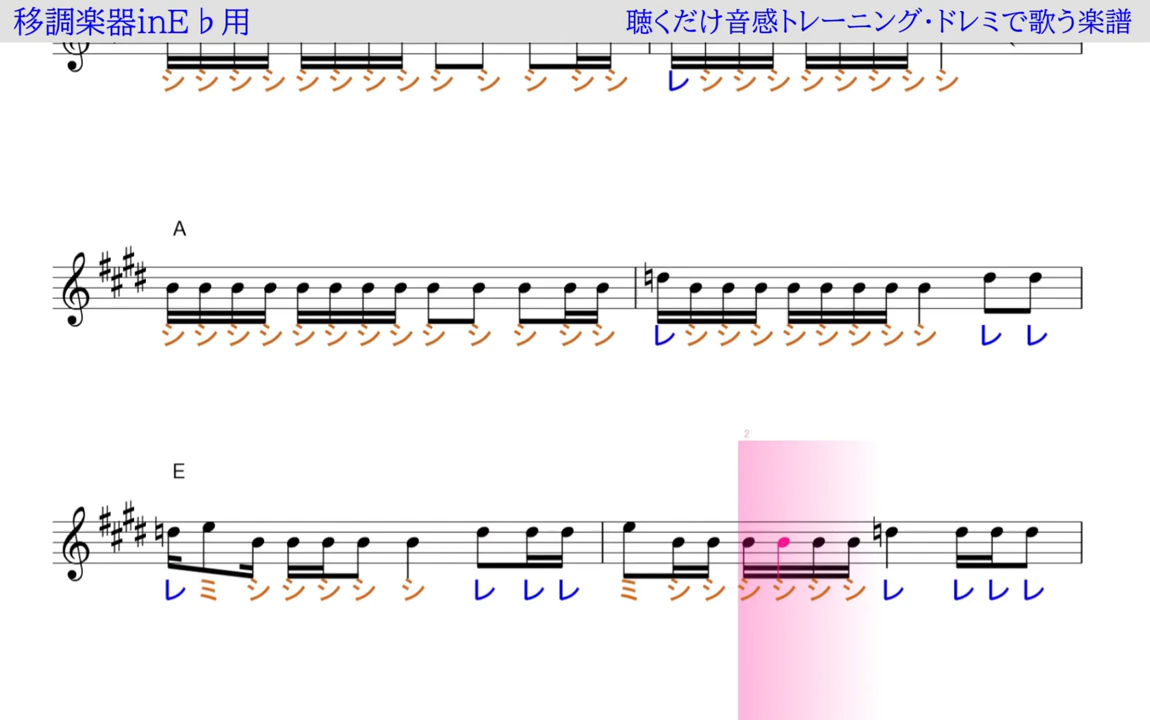 移調楽器inE♭用
聴くだけ音感トレーニング・ドレミで歌う楽譜
シ シ シ シ シ シ シ シ シ シ シ シ シ レ シ シ シ シ シ シ シ シ
A
シ シ シ シ シ シ シ シ シ シ シ シ シ レ シ シ シ シ シ シ シ シ レ レ
2
E
レ ミ シ シ シ シ シ レ レ レ ミ シ シ シ シ シ シ レ レ レ レ